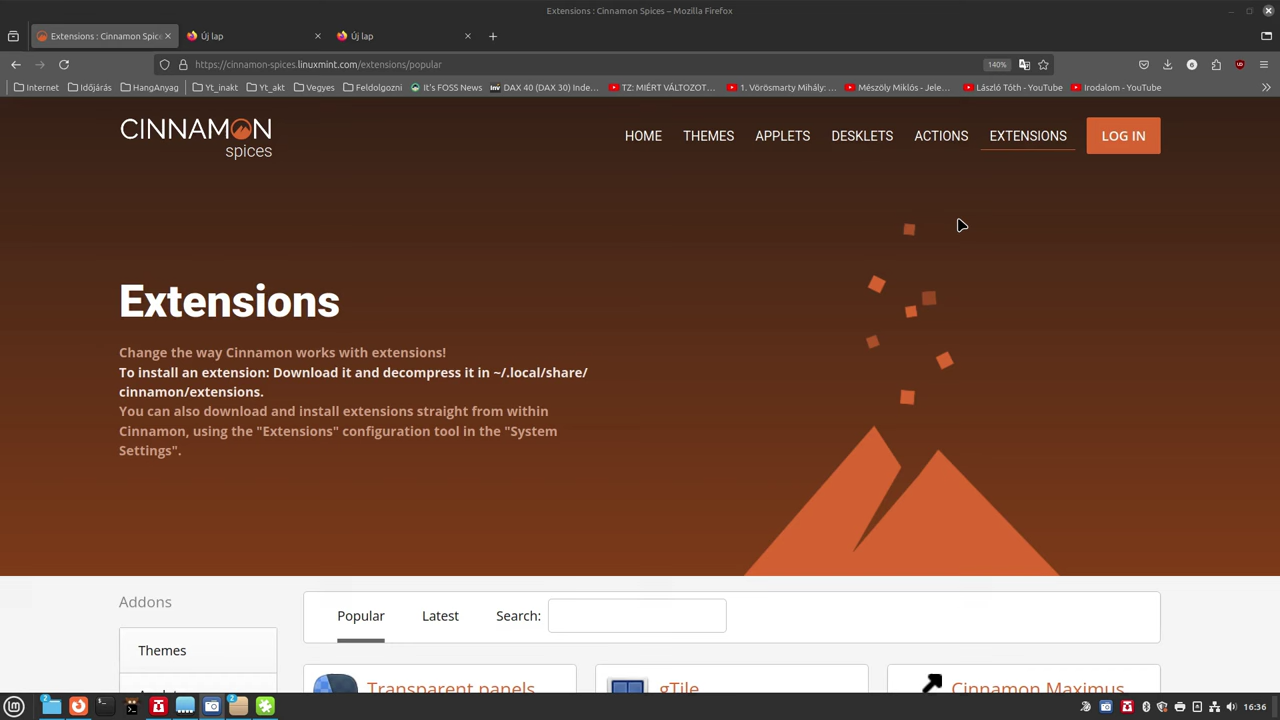 Extensions : Cinnamon Spices – Mozilla Firefox
Extensions : Cinnamon Spice
Új lap
Új lap
https://cinnamon-spices.linuxmint.com/extensions/popular
140%
Internet
Időjárás
HangAnyag
Yt_inakt
Yt_akt
Vegyes
Feldolgozni
It's FOSS News
DAX 40 (DAX 30) Inde...
TZ: MIÉRT VÁLTOZOT...
1. Vörösmarty Mihály: ...
Mészöly Miklós - Jele...
László Tóth - YouTube
Irodalom - YouTube
CINNAMON
spices
HOME
THEMES
APPLETS
DESKLETS
ACTIONS
EXTENSIONS
LOG IN
Extensions
Change the way Cinnamon works with extensions!
To install an extension: Download it and decompress it in ~/.local/share/
cinnamon/extensions.
You can also download and install extensions straight from within
Cinnamon, using the "Extensions" configuration tool in the "System
Settings".
Addons
Popular
Latest
Search:
Themes
Transparent panels
gTile
Cinnamon Maximus
2
2
16:36